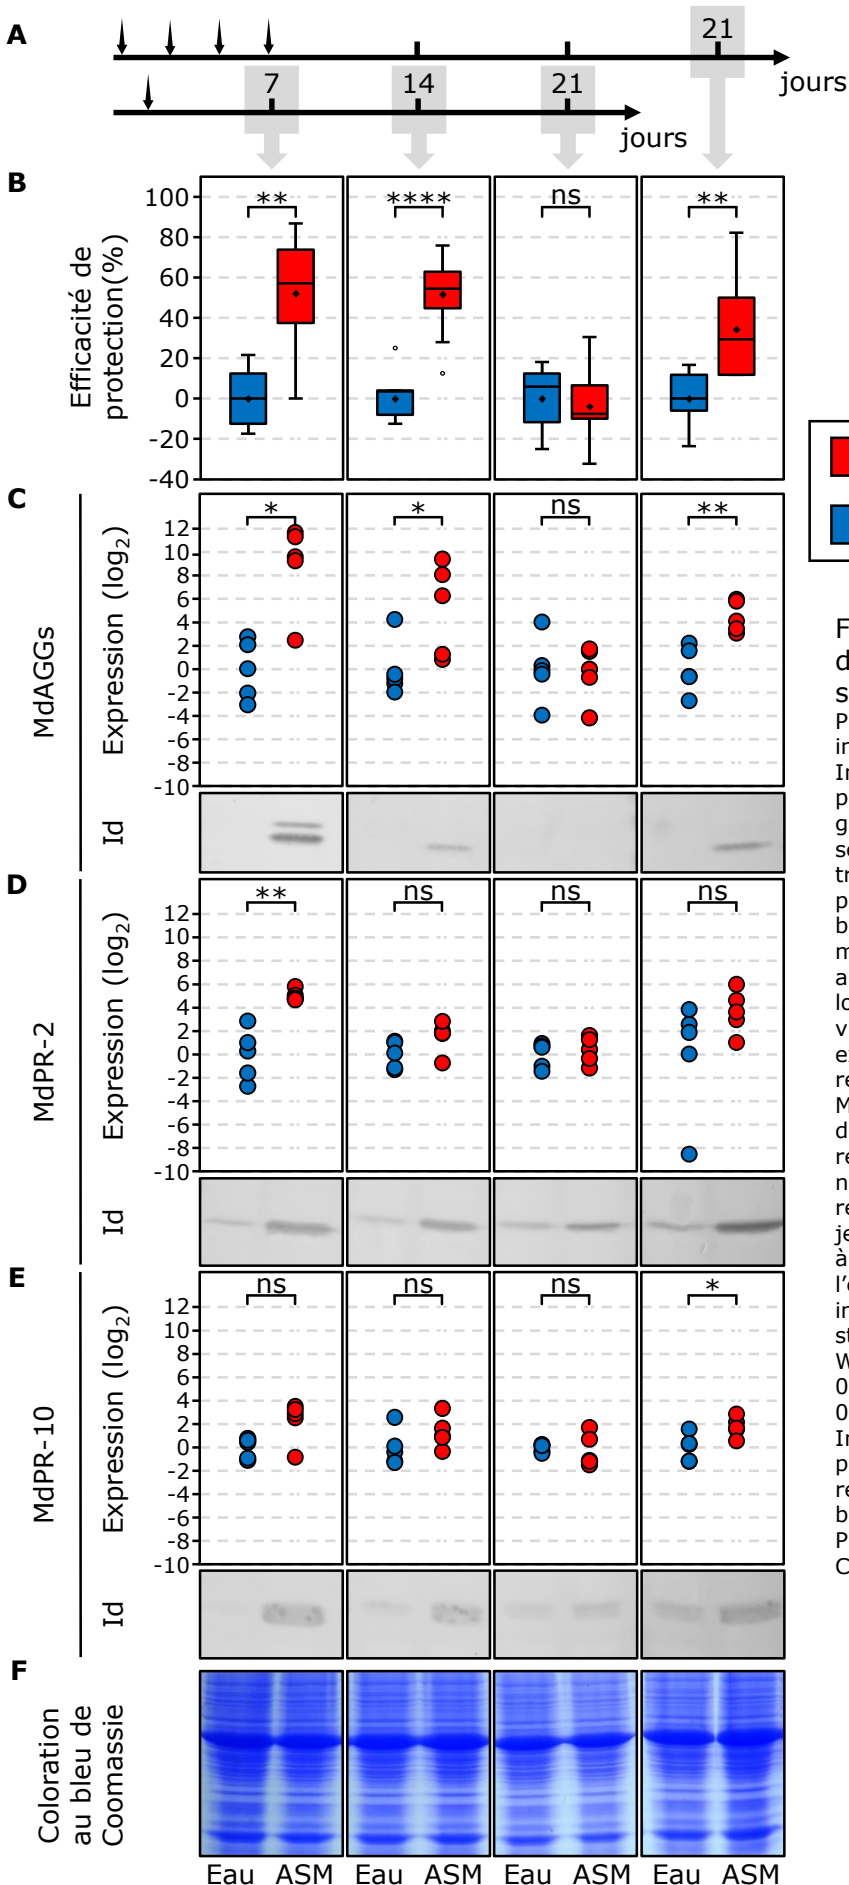 A
21
jours
7
14
21
jours
B
Efficacité de
protection(%)
100
80
60
40
20
0
-20
-40
**
****
ns
**
C
MdAGGs
Expression (log2)
12
10
8
6
4
2
0
-2
-4
-6
-8
-10
*
*
ns
**
Id
D
MdPR-2
Expression (log2)
12
10
8
6
4
2
0
-2
-4
-6
-8
-10
**
ns
ns
ns
Id
E
MdPR-10
Expression (log2)
12
10
8
6
4
2
0
-2
-4
-6
-8
-10
ns
ns
ns
*
Id
F
Coloration
au bleu de
Coomassie
Eau ASM Eau ASM Eau ASM Eau ASM